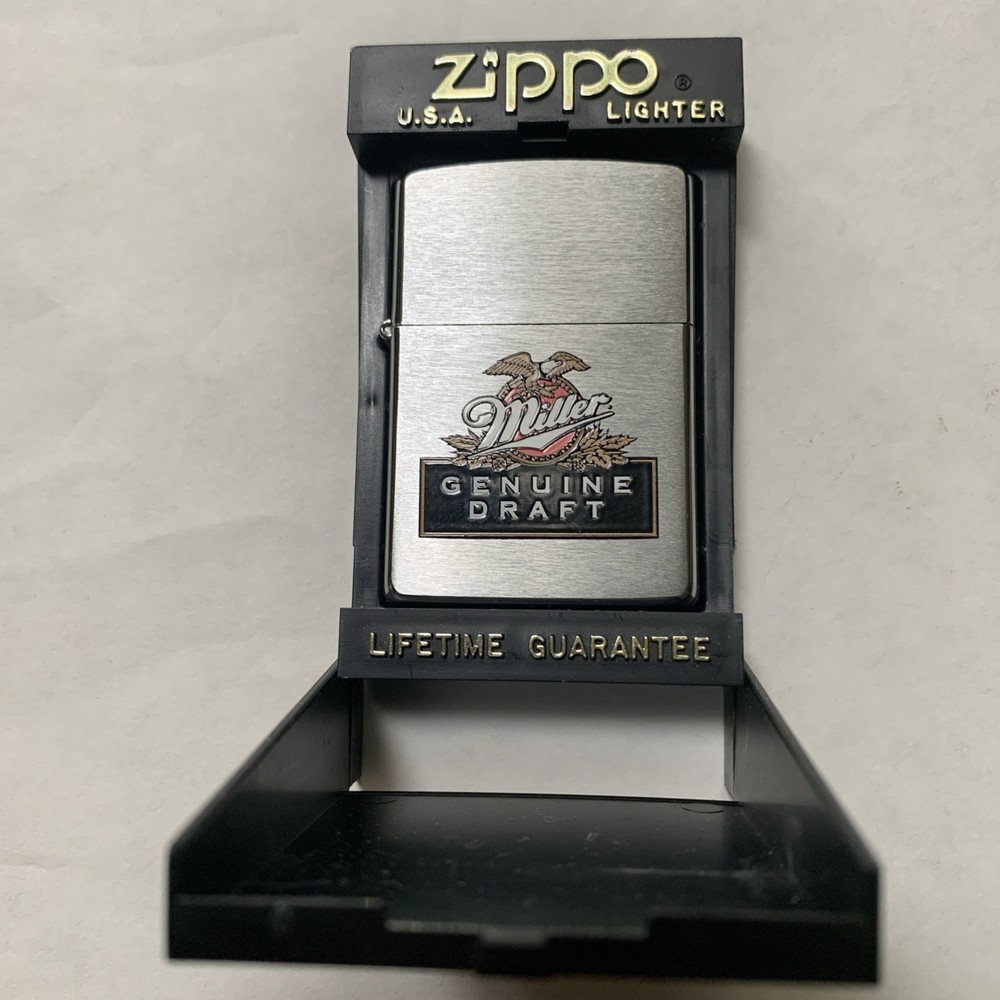 Zippo ®
U.S.A. LIGHTER
Miller
GENUINE
DRAFT
LIFETIME GUARANTEE